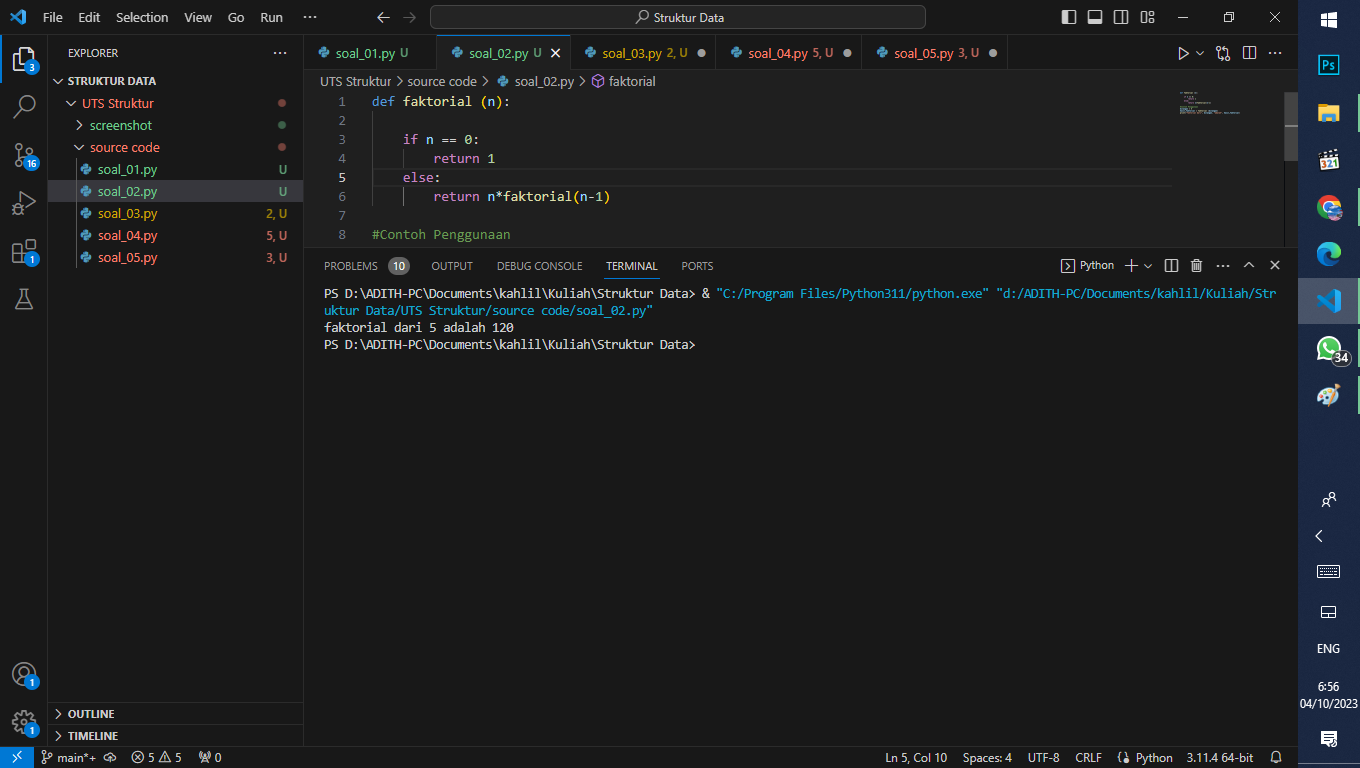 File Edit Selection View Go Run ··· Struktur Data
EXPLORER ···
STRUKTUR DATA
UTS Struktur
screenshot
source code
soal_01.py U
soal_02.py U
soal_03.py 2, U
soal_04.py 5, U
soal_05.py 3, U
OUTLINE
TIMELINE
3
16
1
1
1
soal_01.py U soal_02.py U soal_03.py 2, U soal_04.py 5, U soal_05.py 3, U
UTS Struktur > source code > soal_02.py > faktorial
1 def faktorial (n):
2
3 if n == 0:
4 return 1
5 else:
6 return n*faktorial(n-1)
7
8 #Contoh Penggunaan
PROBLEMS 10 OUTPUT DEBUG CONSOLE TERMINAL PORTS Python
PS D:\ADITH-PC\Documents\kahlil\Kuliah\Struktur Data> & "C:/Program Files/Python311/python.exe" "d:/ADITH-PC/Documents/kahlil/Kuliah/Str
uktur Data/UTS Struktur/source code/soal_02.py"
faktorial dari 5 adalah 120
PS D:\ADITH-PC\Documents\kahlil\Kuliah\Struktur Data>
main*+ 5 5 0 Ln 5, Col 10 Spaces: 4 UTF-8 CRLF Python 3.11.4 64-bit
Ps
321
34
ENG
6:56
04/10/2023